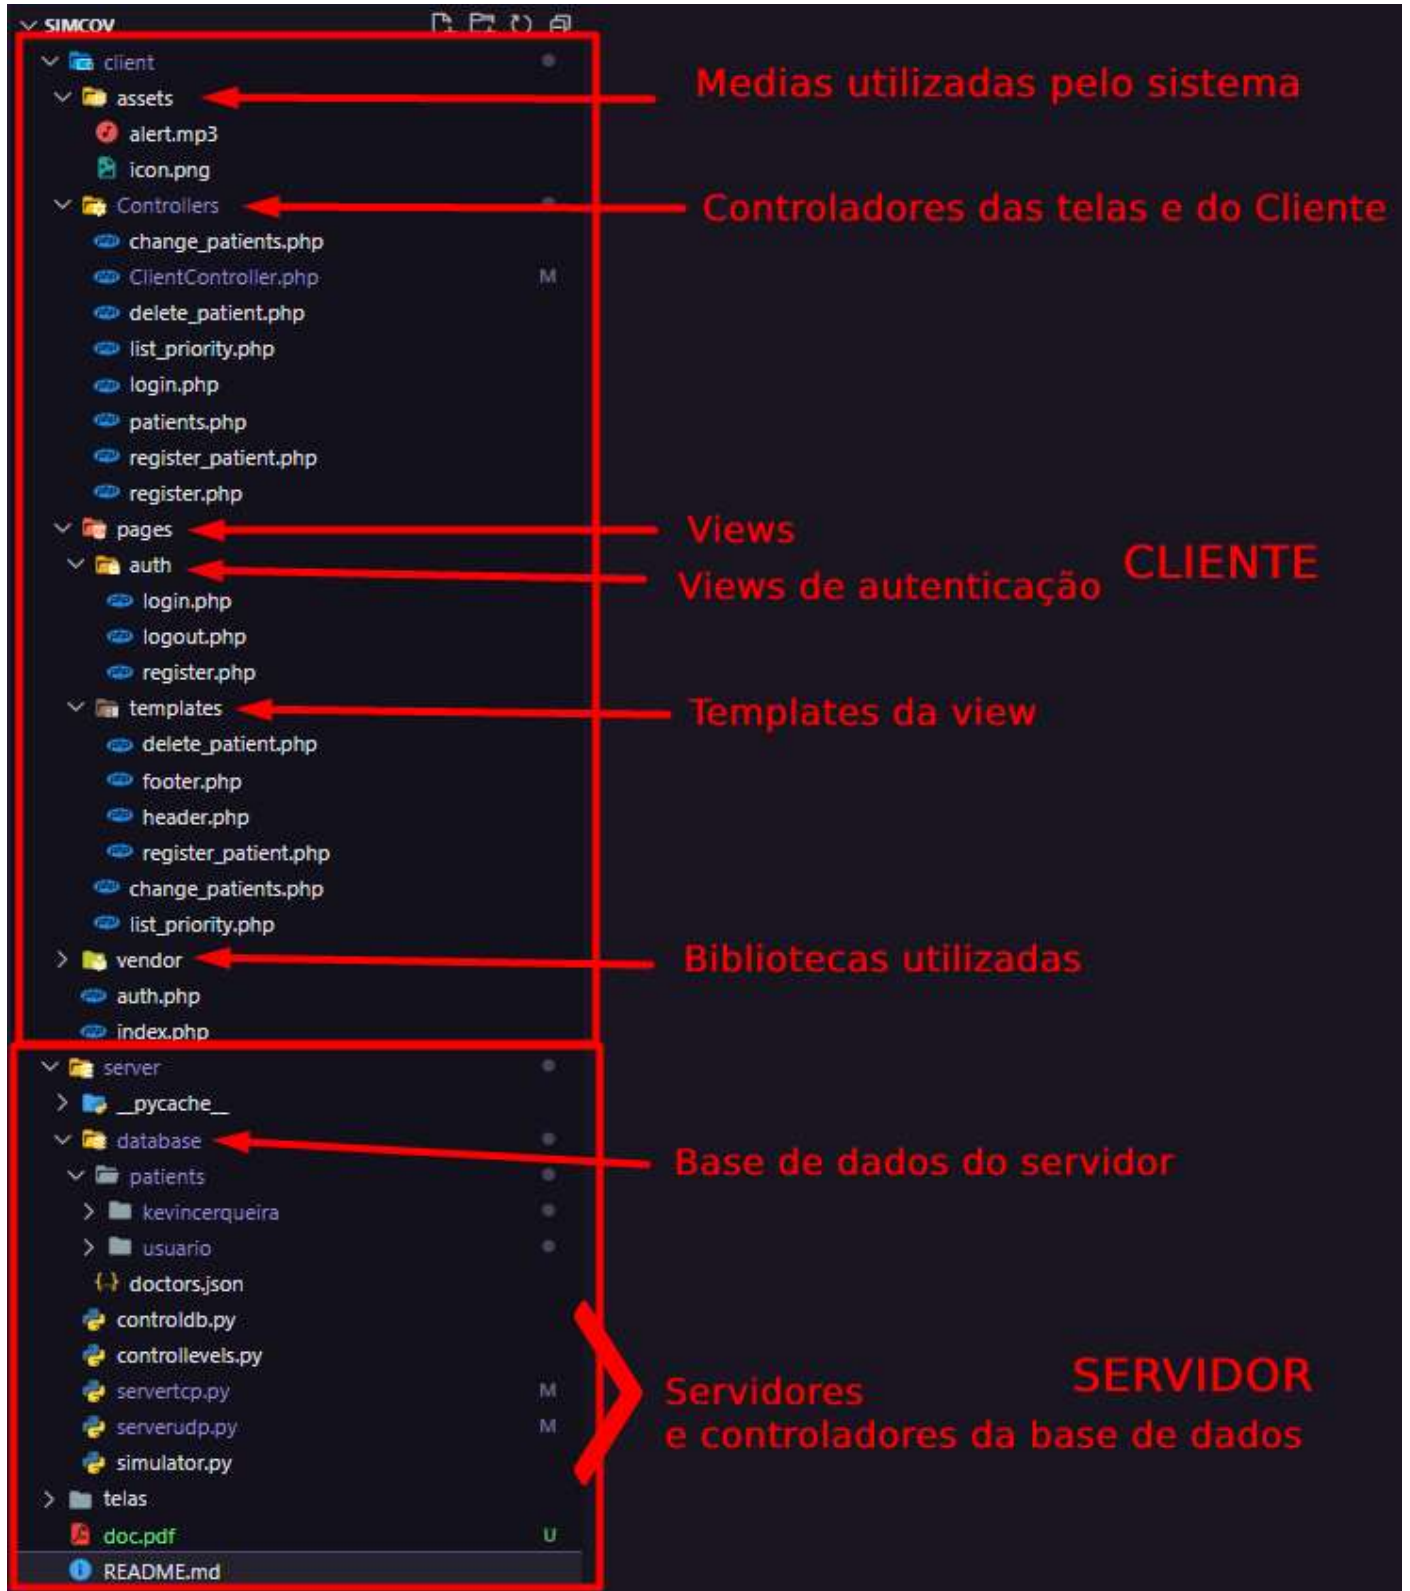 SIMCOV
client
assets
Medias utilizadas pelo sistema
alert.mp3
icon.png
Controllers
Controladores das telas e do Cliente
change_patients.php
ClientController.php M
delete_patient.php
list_priority.php
login.php
patients.php
register_patient.php
register.php
pages
Views
auth
Views de autenticação
CLIENTE
login.php
logout.php
register.php
templates
Templates da view
delete_patient.php
footer.php
header.php
register_patient.php
change_patients.php
list_priority.php
vendor
Bibliotecas utilizadas
auth.php
index.php
server
__pycache__
database
Base de dados do servidor
patients
kevincerqueira
usuario
{..} doctors.json
controldb.py
controllevels.py
servertcp.py M
serverudp.py M
simulator.py
SERVIDOR
Servidores
e controladores da base de dados
telas
doc.pdf U
README.md